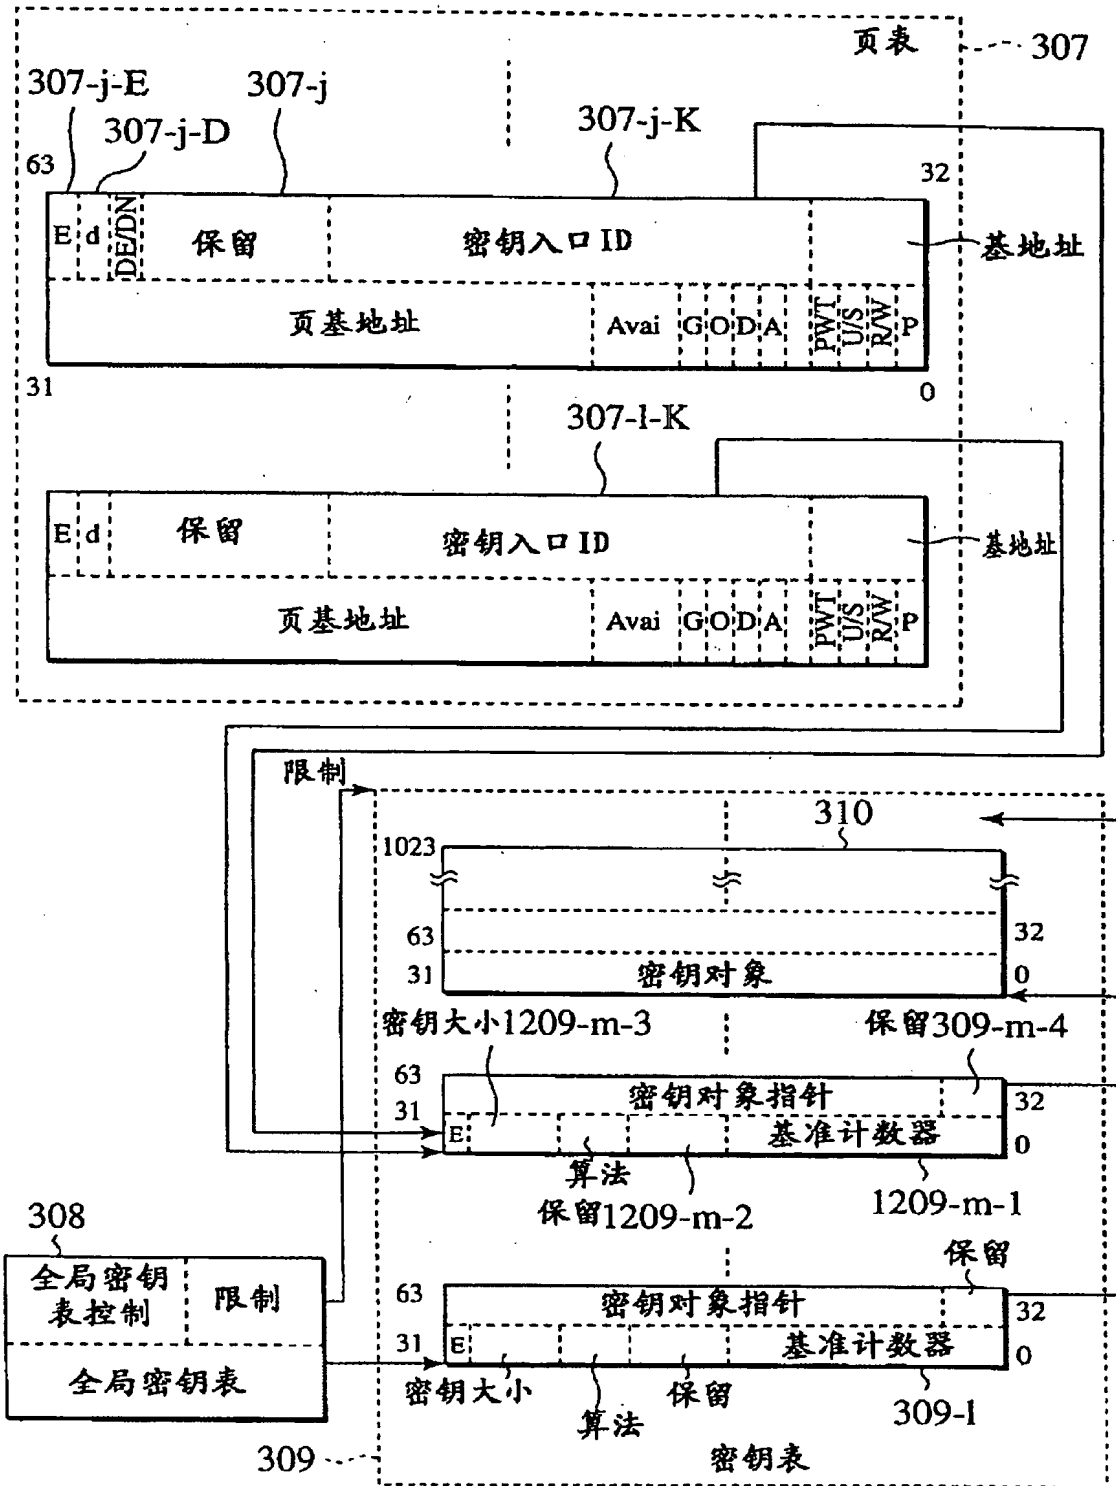 页表
307
307-j-E
307-j
307-j-D
307-j-K
63
32
E
d
DE/DN
保留
密钥入口ID
基地址
页基地址
Avai
G
O
D
A
PWT
U/S
R/W
P
31
0
307-l-K
E
d
保留
密钥入口ID
基地址
页基地址
Avai
G
O
D
A
PWT
U/S
R/W
P
限制
310
1023
63
32
31
密钥对象
0
密钥大小1209-m-3
保留309-m-4
63
密钥对象指针
32
31
E
基准计数器
0
算法
保留1209-m-2
1209-m-1
308
保留
全局密钥
表控制
限制
63
密钥对象指针
32
31
E
基准计数器
0
全局密钥表
密钥大小
算法
保留
309-l
309
密钥表